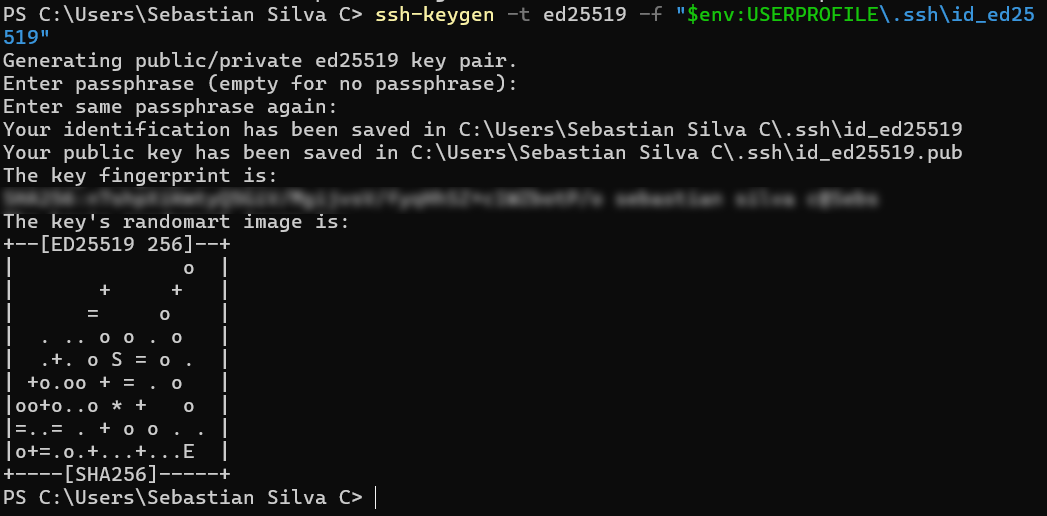 PS C:\Users\Sebastian Silva C> ssh-keygen -t ed25519 -f "$env:USERPROFILE\.ssh\id_ed25
519"
Generating public/private ed25519 key pair.
Enter passphrase (empty for no passphrase):
Enter same passphrase again:
Your identification has been saved in C:\Users\Sebastian Silva C\.ssh\id_ed25519
Your public key has been saved in C:\Users\Sebastian Silva C\.ssh\id_ed25519.pub
The key fingerprint is:
The key's randomart image is:
+--[ED25519 256]--+
|              o  |
|       +     +   |
|      =     o    |
|  . .. o o . o   |
|  .+. o S = o .  |
| +o.oo + = . o   |
|oo+o..o * +   o  |
|=..= . + o o . . |
|o+=.o.+...+...E  |
+----[SHA256]-----+
PS C:\Users\Sebastian Silva C>